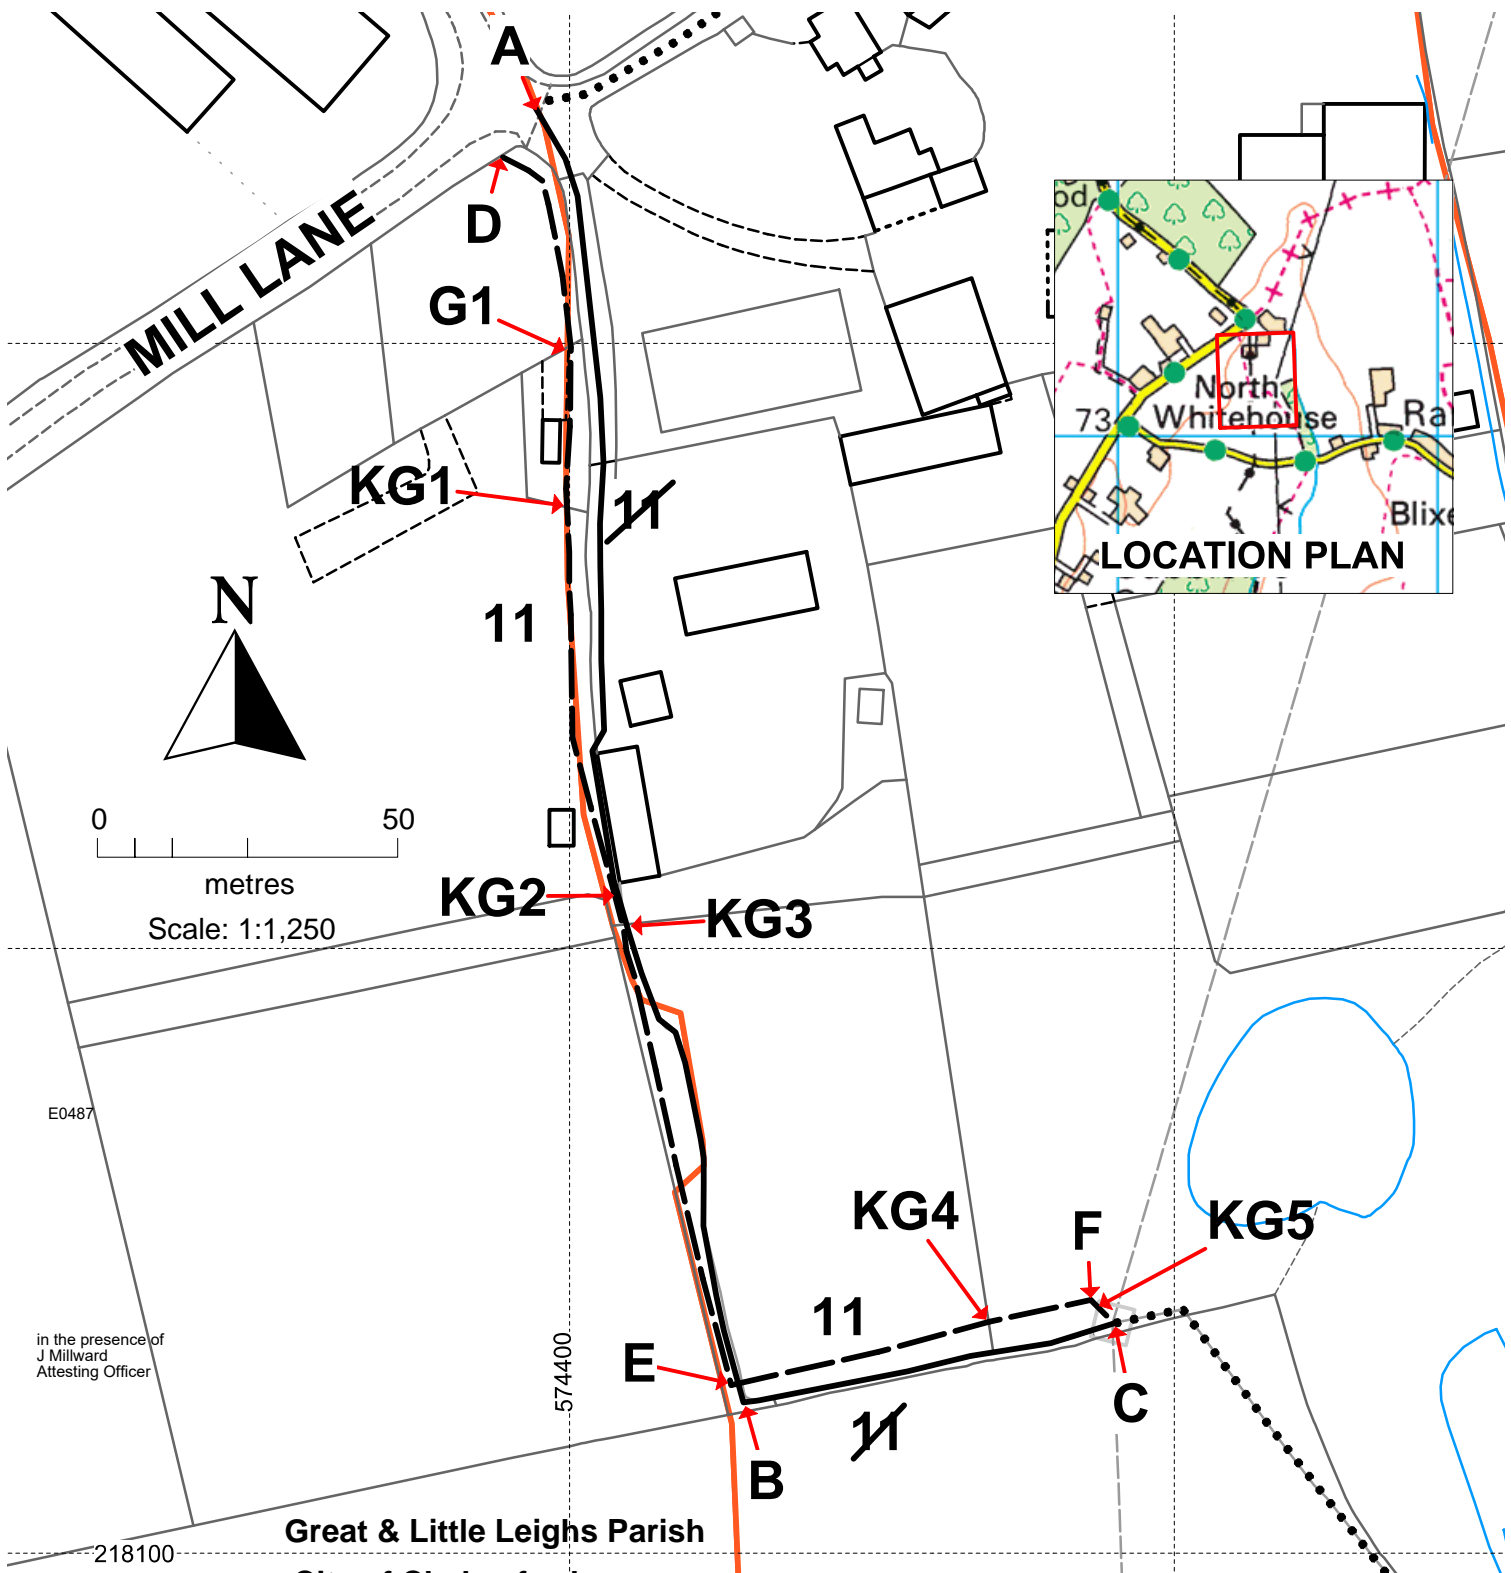 A
D
MILL LANE
G1
KG1
11
11
N
0 50
metres
Scale: 1:1,250
KG2
KG3
E0487
KG4
F
KG5
11
E
C
11
B
in the presence of
J Millward
Attesting Officer
574400
Great & Little Leighs Parish
218100
od
North
Whitehouse
73
Ra
Blixe
LOCATION PLAN